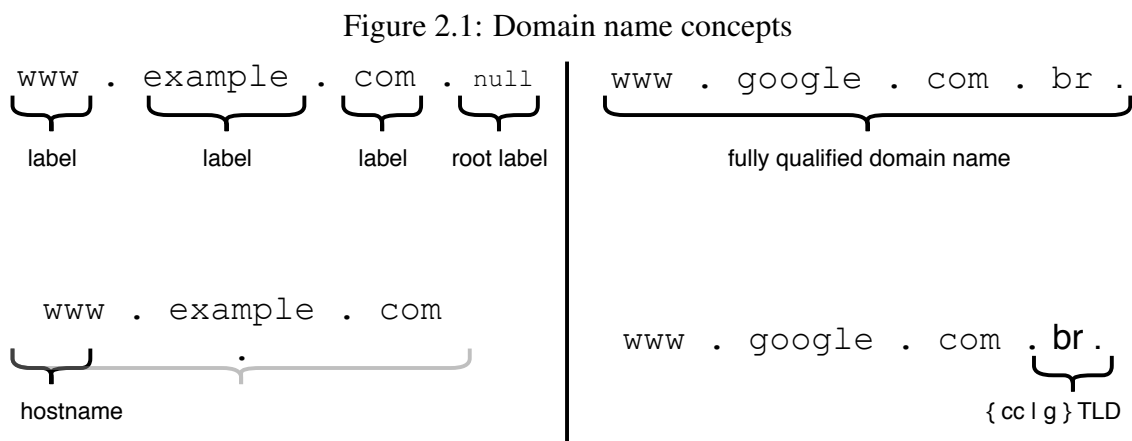 Figure 2.1: Domain name concepts
www . example . com . null
label label label root label
www . google . com . br .
fully qualified domain name
www . example . com
.
hostname
www . google . com . br .
{ cc | g } TLD